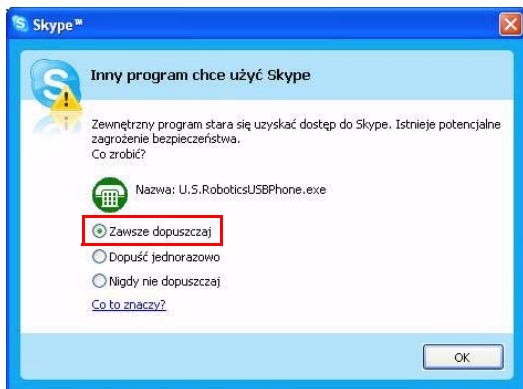 Skype™
Inny program chce użyć Skype
Zewnętrzny program stara się uzyskać dostęp do Skype. Istnieje potencjalne
zagrożenie bezpieczeństwa.
Co zrobić?
Nazwa: U.S.RoboticsUSBPhone.exe
Zawsze dopuszczaj
Dopuść jednorazowo
Nigdy nie dopuszczaj
Co to znaczy?
OK